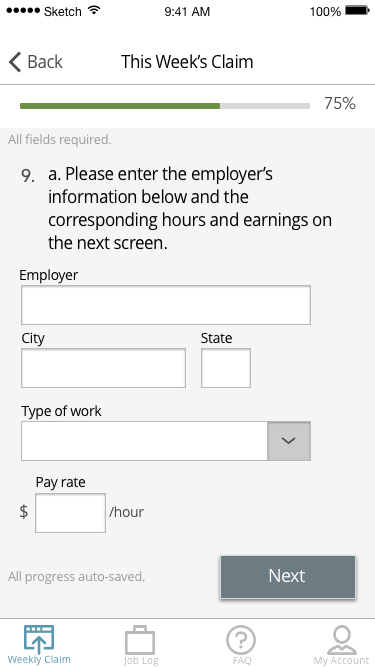 Sketch 9:41 AM 100%
Back This Week's Claim
75%
All fields required.
9. a. Please enter the employer's
information below and the
corresponding hours and earnings on
the next screen.
Employer
City State
Type of work
Pay rate
$ /hour
All progress auto-saved. Next
Weekly Claim Job Log FAQ My Account